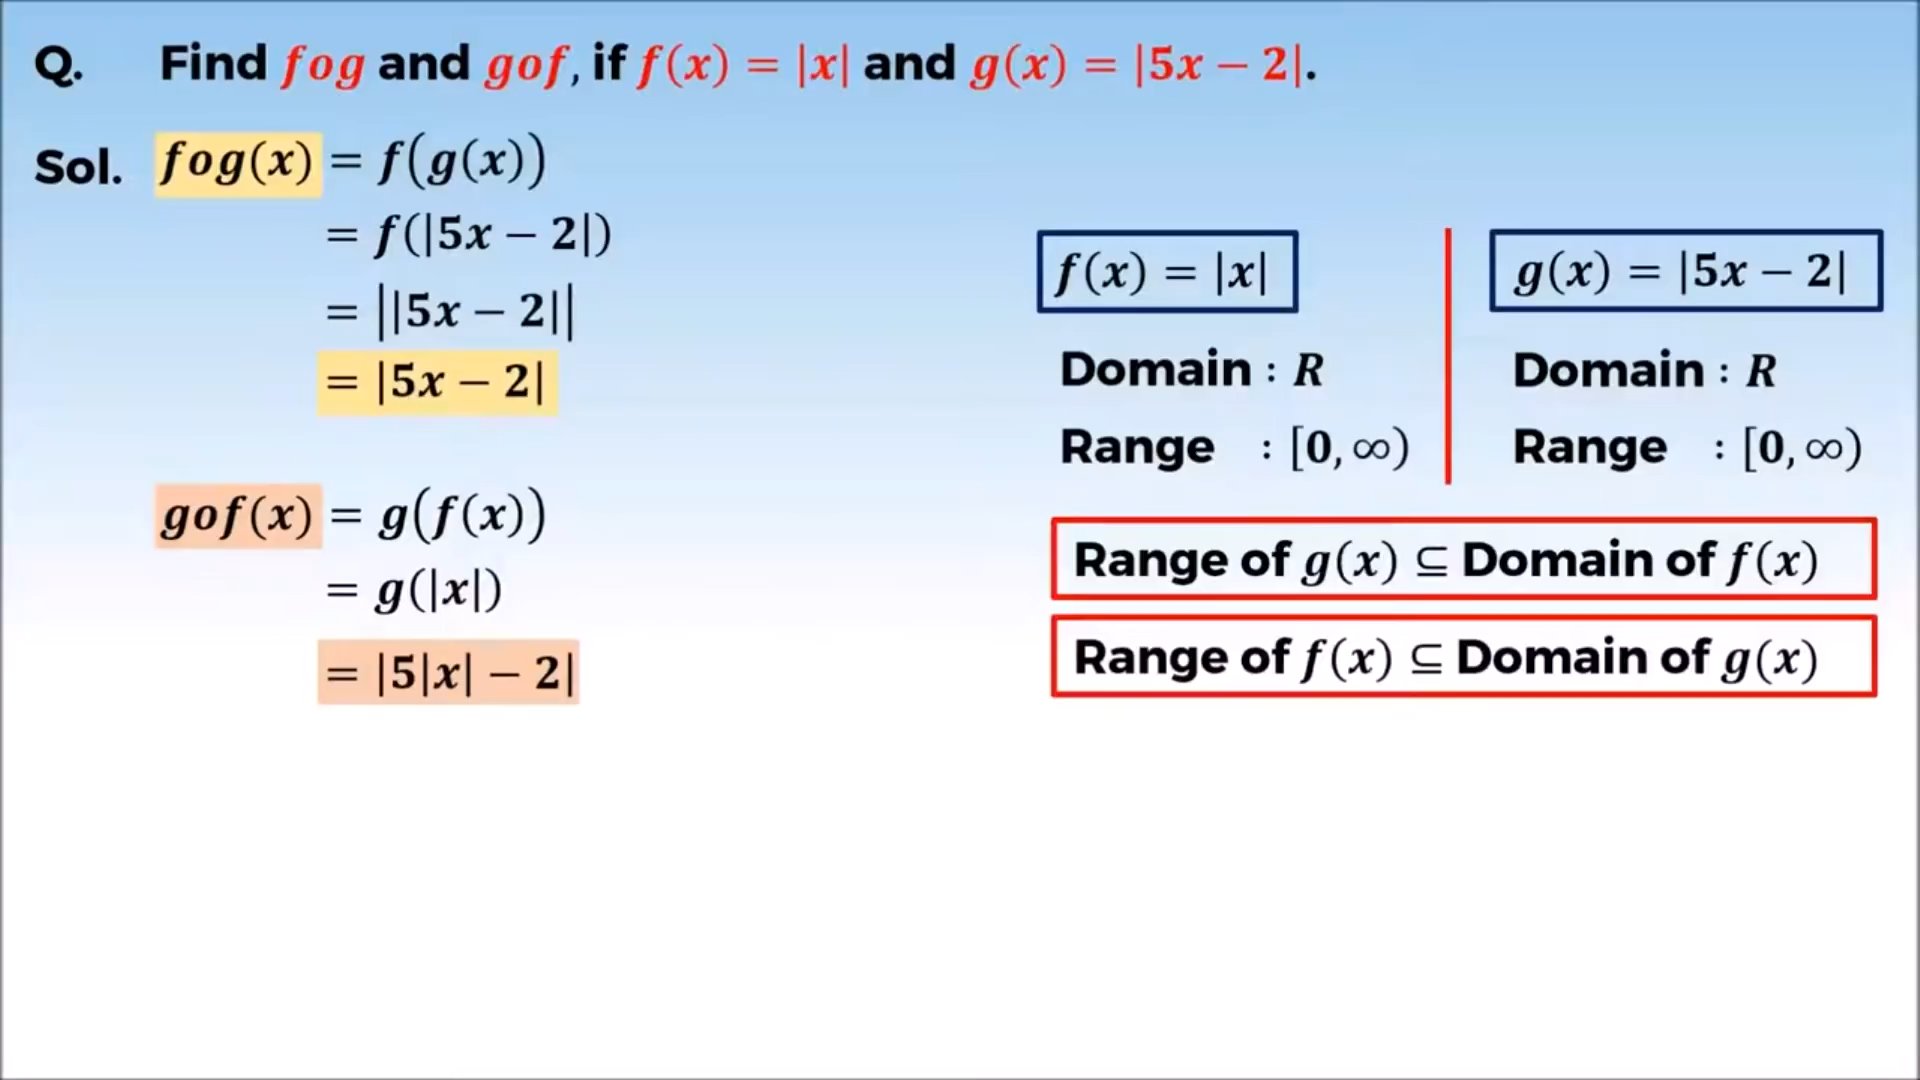 Q. Find fog and gof, if f(x) = |x| and g(x) = |5x − 2|.
Sol. fog(x) = f(g(x))
= f(|5x − 2|)
= ||5x − 2||
= |5x − 2|
gof(x) = g(f(x))
= g(|x|)
= |5|x| − 2|
f(x) = |x|
Domain : R
Range : [0, ∞)
g(x) = |5x − 2|
Domain : R
Range : [0, ∞)
Range of g(x) ⊆ Domain of f(x)
Range of f(x) ⊆ Domain of g(x)